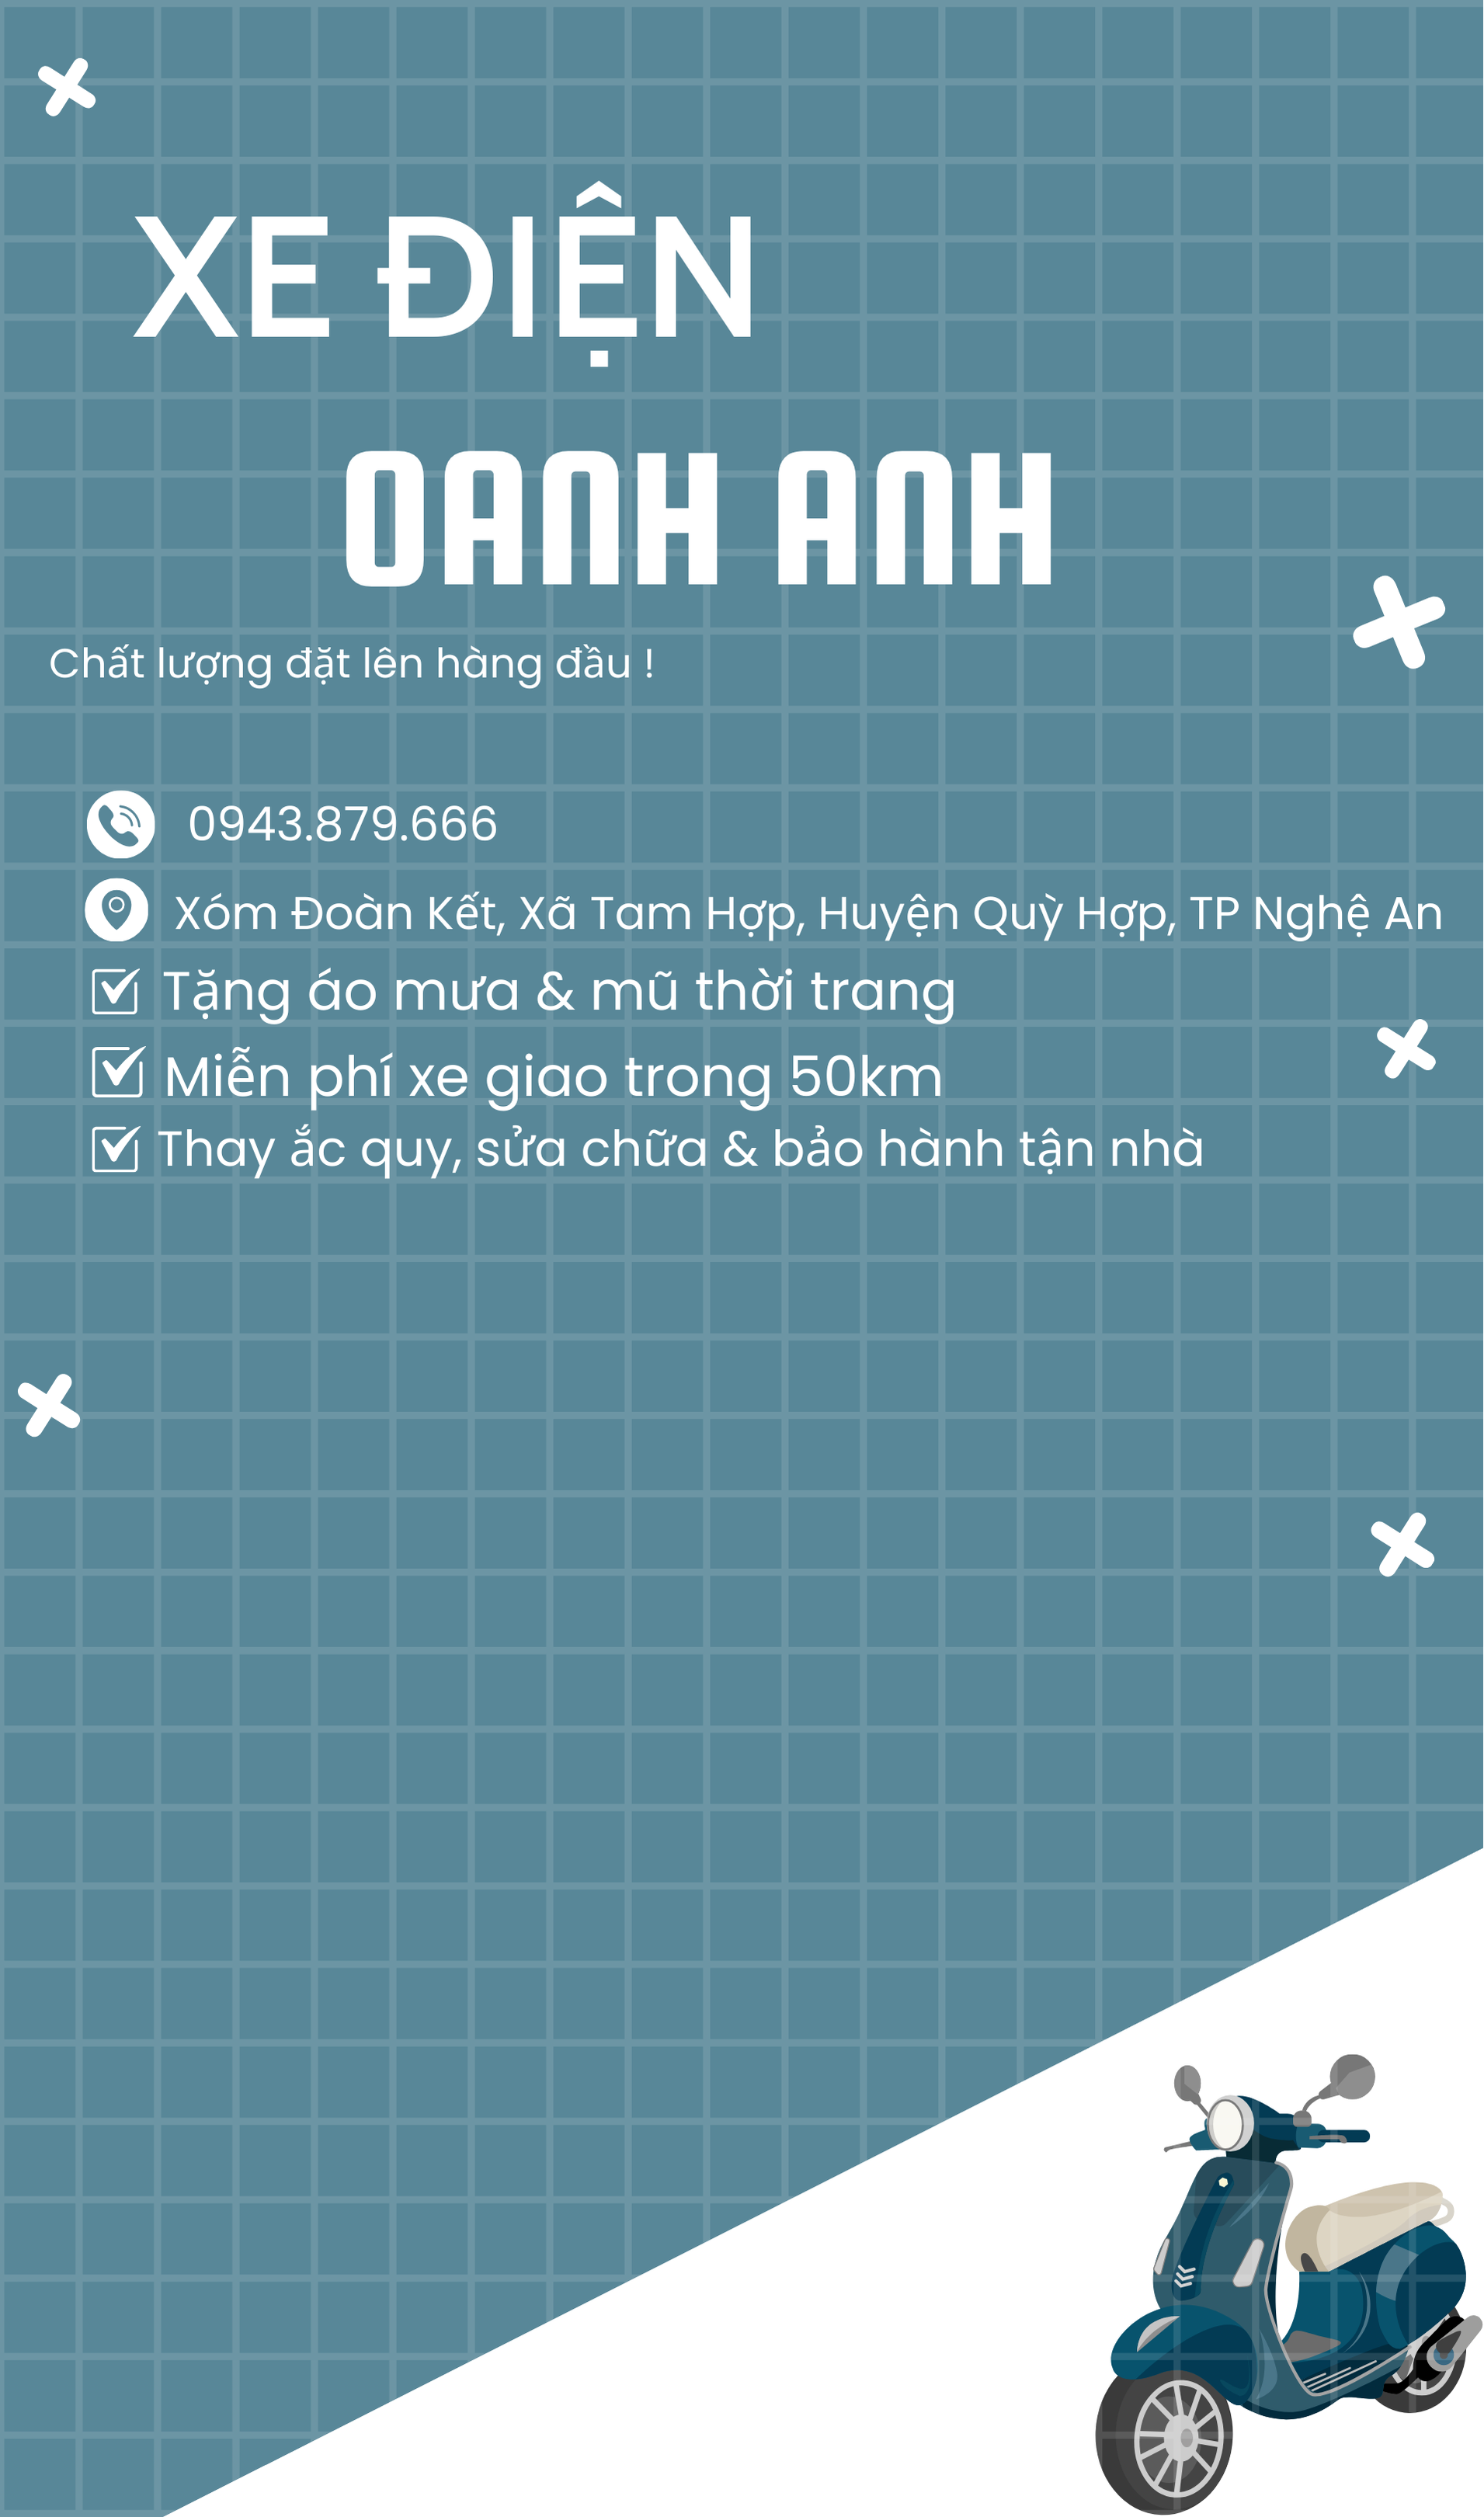 XE ĐIỆN
OANH ANH
Chất lượng đặt lên hàng đầu !
0943.879.666
Xóm Đoàn Kết, Xã Tam Hợp, Huyện Quỳ Hợp, TP Nghệ An
Tặng áo mưa & mũ thời trang
Miễn phí xe giao trong 50km
Thay ắc quy, sửa chữa & bảo hành tận nhà